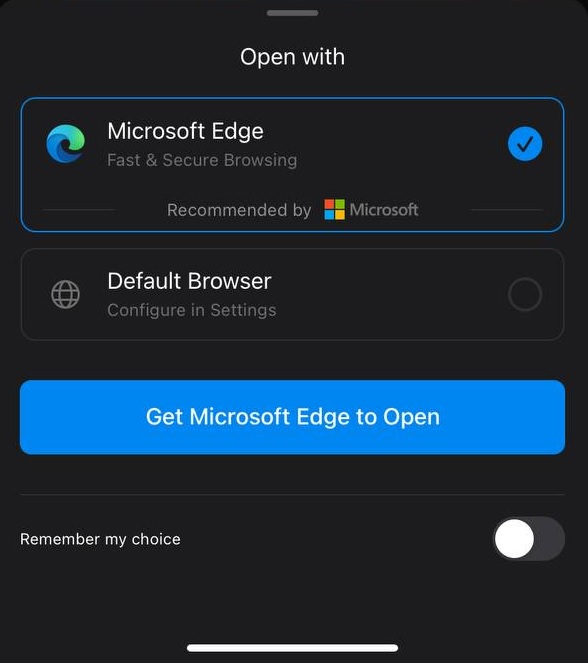 Open with
Microsoft Edge
Fast & Secure Browsing
Recommended by Microsoft
Default Browser
Configure in Settings
Get Microsoft Edge to Open
Remember my choice